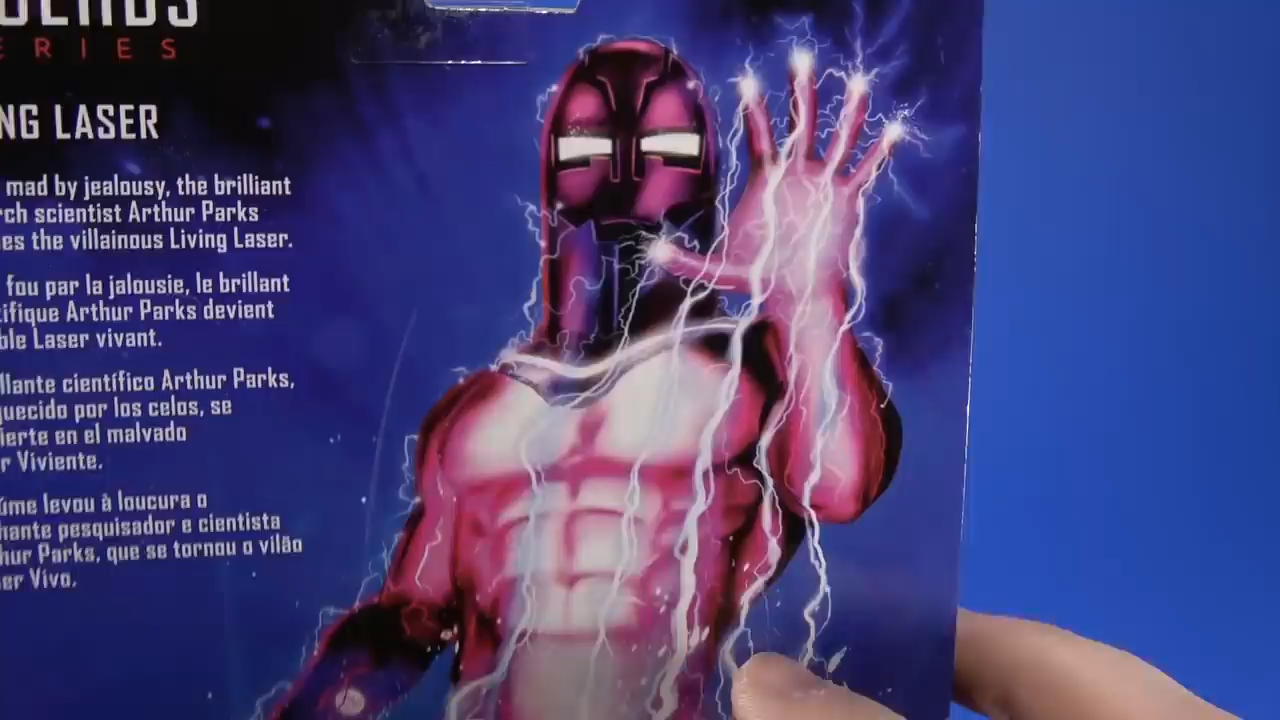 ERIES
NG LASER
mad by jealousy, the brilliant
rch scientist Arthur Parks
es the villainous Living Laser.
fou par la jalousie, le brillant
tifique Arthur Parks devient
ble Laser vivant.
llante científico Arthur Parks,
quecido por los celos, se
ierte en el malvado
r Viviente.
úme levou à loucura o
hante pesquisador e cientista
hur Parks, que se tornou o vilão
er Vivo.